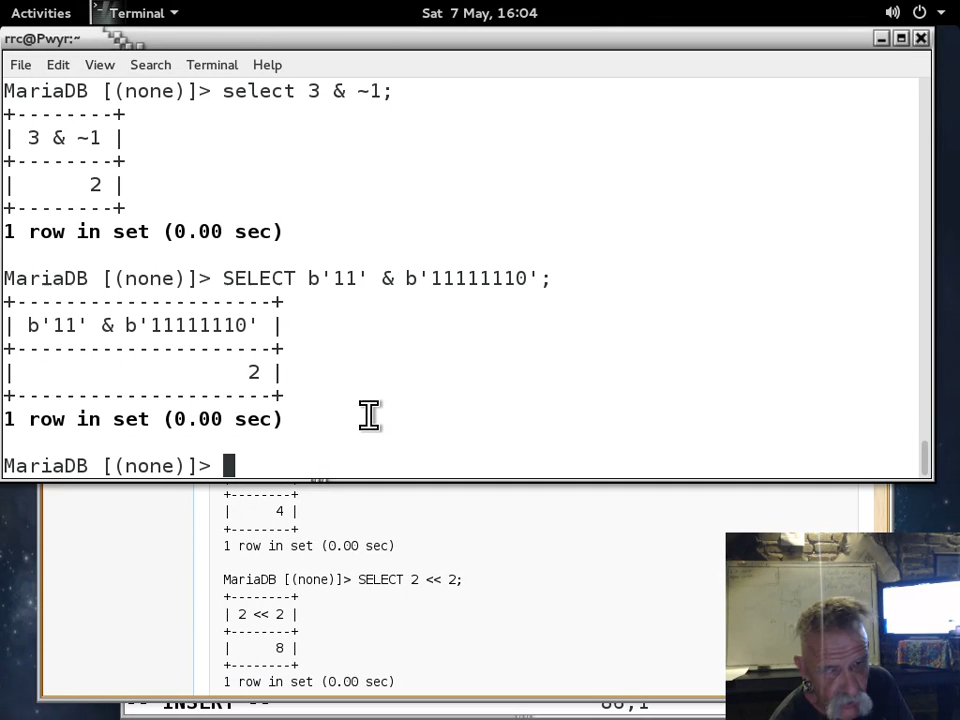 Activities Terminal Sat 7 May, 16:04
rrc@Pwyr:~
File Edit View Search Terminal Help
MariaDB [(none)]> select 3 & ~1;
+--------+
| 3 & ~1 |
+--------+
|      2 |
+--------+
1 row in set (0.00 sec)
MariaDB [(none)]> SELECT b'11' & b'11111110';
+---------------------+
| b'11' & b'11111110' |
+---------------------+
|                   2 |
+---------------------+
1 row in set (0.00 sec)
MariaDB [(none)]>
+--------+
|      4 |
+--------+
1 row in set (0.00 sec)
MariaDB [(none)]> SELECT 2 << 2;
+--------+
| 2 << 2 |
+--------+
|      8 |
+--------+
1 row in set (0.00 sec)
-- INSERT --